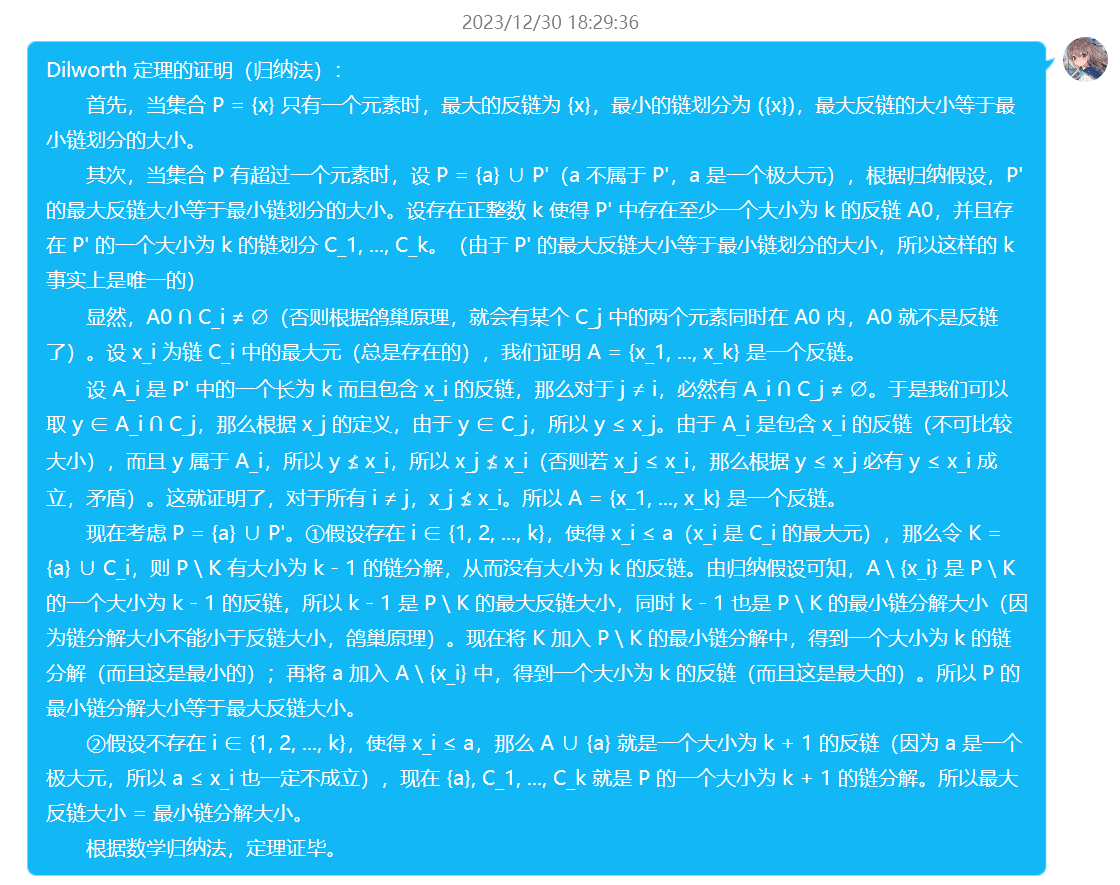 2023/12/30 18:29:36
Dilworth 定理的证明（归纳法）：
首先，当集合 P = {x} 只有一个元素时，最大的反链为 {x}，最小的链划分为 ({x})，最大反链的大小等于最
小链划分的大小。
其次，当集合 P 有超过一个元素时，设 P = {a} ∪ P'（a 不属于 P'，a 是一个极大元），根据归纳假设，P'
的最大反链大小等于最小链划分的大小。设存在正整数 k 使得 P' 中存在至少一个大小为 k 的反链 A0，并且存
在 P' 的一个大小为 k 的链划分 C_1, ..., C_k。（由于 P' 的最大反链大小等于最小链划分的大小，所以这样的 k
事实上是唯一的）
显然，A0 ∩ C_i ≠ ∅（否则根据鸽巢原理，就会有某个 C_j 中的两个元素同时在 A0 内，A0 就不是反链
了）。设 x_i 为链 C_i 中的最大元（总是存在的），我们证明 A = {x_1, ..., x_k} 是一个反链。
设 A_i 是 P' 中的一个长为 k 而且包含 x_i 的反链，那么对于 j ≠ i，必然有 A_i ∩ C_j ≠ ∅。于是我们可以
取 y ∈ A_i ∩ C_j，那么根据 x_j 的定义，由于 y ∈ C_j，所以 y ≤ x_j。由于 A_i 是包含 x_i 的反链（不可比较
大小），而且 y 属于 A_i，所以 y ≰ x_i，所以 x_j ≰ x_i（否则若 x_j ≤ x_i，那么根据 y ≤ x_j 必有 y ≤ x_i 成
立，矛盾）。这就证明了，对于所有 i ≠ j，x_j ≰ x_i。所以 A = {x_1, ..., x_k} 是一个反链。
现在考虑 P = {a} ∪ P'。①假设存在 i ∈ {1, 2, ..., k}，使得 x_i ≤ a（x_i 是 C_i 的最大元），那么令 K =
{a} ∪ C_i，则 P \ K 有大小为 k - 1 的链分解，从而没有大小为 k 的反链。由归纳假设可知，A \ {x_i} 是 P \ K
的一个大小为 k - 1 的反链，所以 k - 1 是 P \ K 的最大反链大小，同时 k - 1 也是 P \ K 的最小链分解大小（因
为链分解大小不能小于反链大小，鸽巢原理）。现在将 K 加入 P \ K 的最小链分解中，得到一个大小为 k 的链
分解（而且这是最小的）；再将 a 加入 A \ {x_i} 中，得到一个大小为 k 的反链（而且这是最大的）。所以 P 的
最小链分解大小等于最大反链大小。
②假设不存在 i ∈ {1, 2, ..., k}，使得 x_i ≤ a，那么 A ∪ {a} 就是一个大小为 k + 1 的反链（因为 a 是一个
极大元，所以 a ≤ x_i 也一定不成立），现在 {a}, C_1, ..., C_k 就是 P 的一个大小为 k + 1 的链分解。所以最大
反链大小 = 最小链分解大小。
根据数学归纳法，定理证毕。